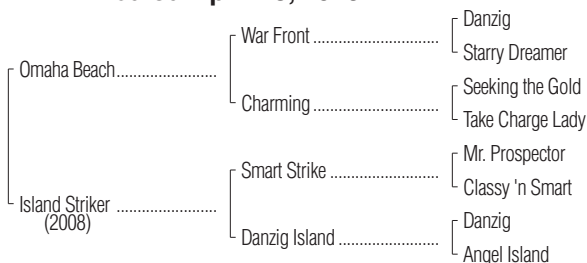 Omaha Beach
Island Striker
(2008)
War Front
Charming
Smart Strike
Danzig Island
Danzig
Starry Dreamer
Seeking the Gold
Take Charge Lady
Mr. Prospector
Classy 'n Smart
Danzig
Angel Island